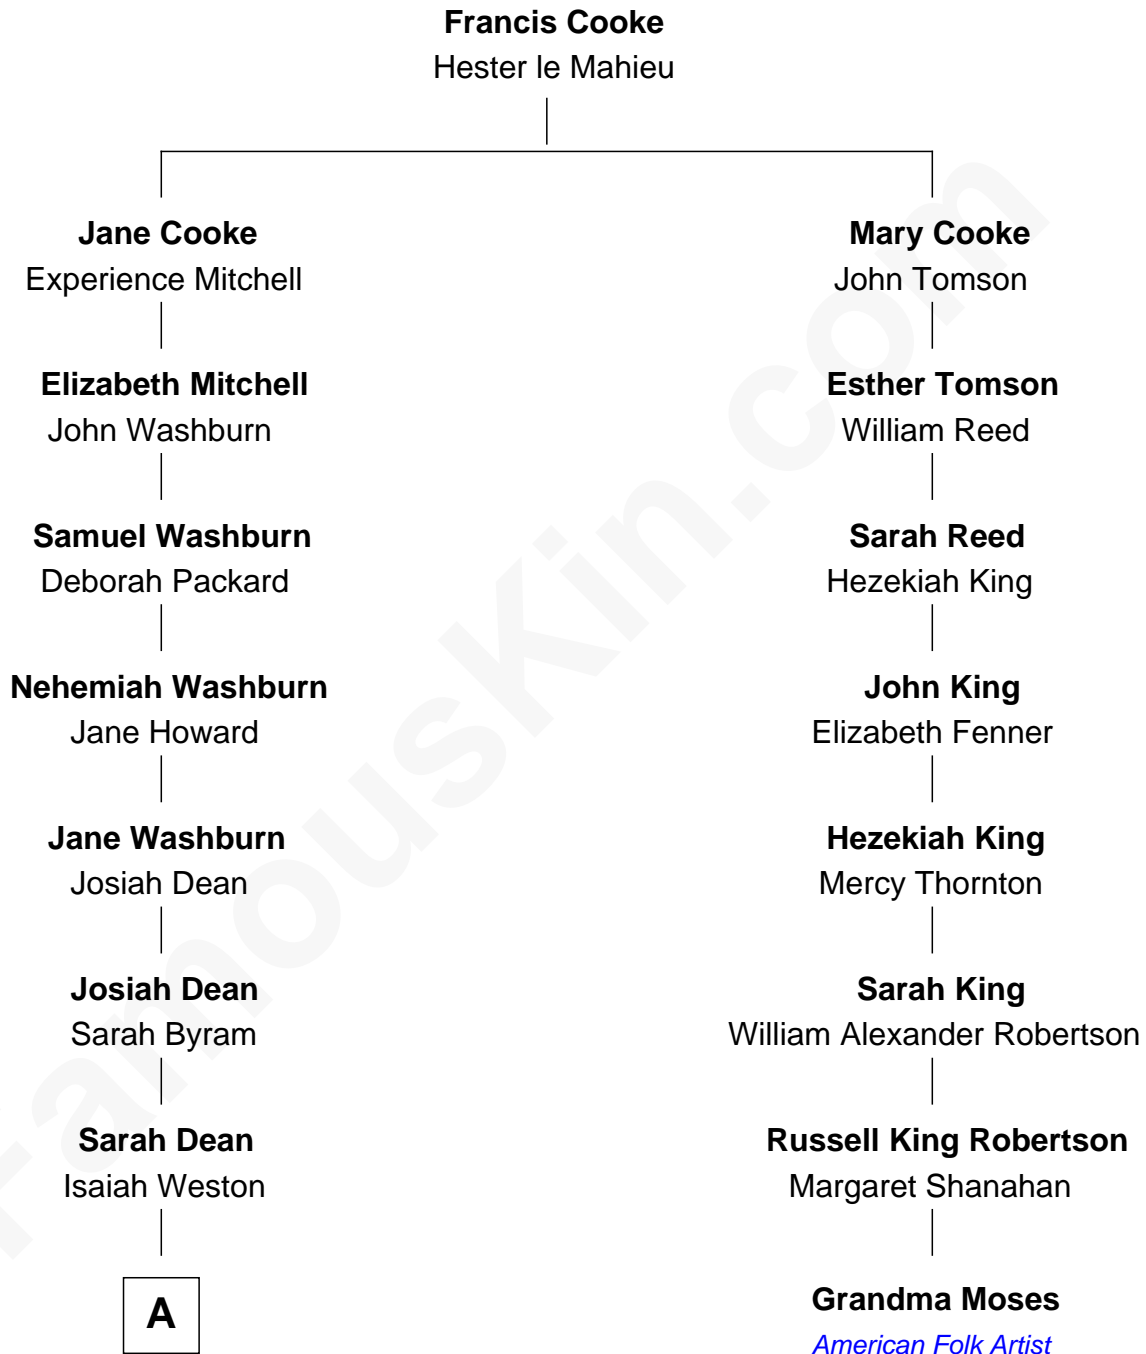 Francis Cooke
Hester le Mahieu
Jane Cooke
Experience Mitchell
Mary Cooke
John Tomson
Elizabeth Mitchell
John Washburn
Esther Tomson
William Reed
Samuel Washburn
Deborah Packard
Sarah Reed
Hezekiah King
Nehemiah Washburn
Jane Howard
John King
Elizabeth Fenner
Jane Washburn
Josiah Dean
Hezekiah King
Mercy Thornton
Josiah Dean
Sarah Byram
Sarah King
William Alexander Robertson
Sarah Dean
Isaiah Weston
Russell King Robertson
Margaret Shanahan
A
Grandma Moses
American Folk Artist
FamousKin.com